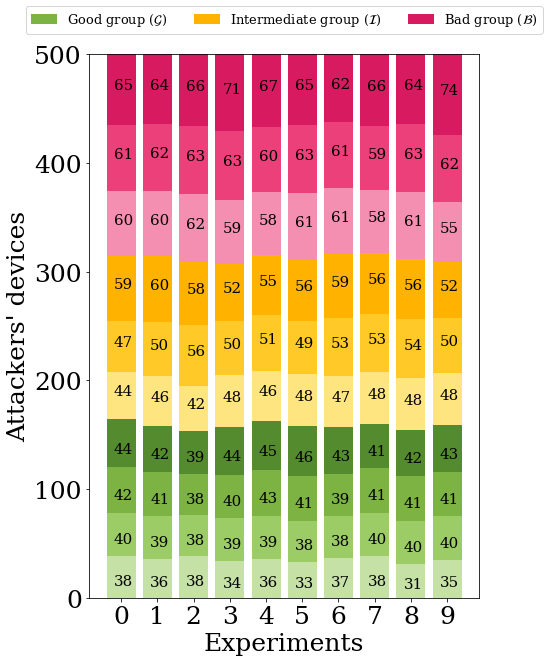 Good group (𝒢) Intermediate group (ℐ) Bad group (ℬ)
500
65 64 66 71 67 65 62 66 64 74
61 62 63 63 60 63 61 59 63 62
400
60 60 62 59 58 61 61 58 61 55
300
59 60 58 52 55 56 59 56 56 52
47 50 56 50 51 49 53 53 54 50
200
44 46 42 48 46 48 47 48 48 48
44 42 39 44 45 46 43 41 42 43
100
42 41 38 40 43 41 39 41 41 41
40 39 38 39 39 38 38 40 40 40
38 36 38 34 36 33 37 38 31 35
0
0 1 2 3 4 5 6 7 8 9
Experiments
Attackers' devices